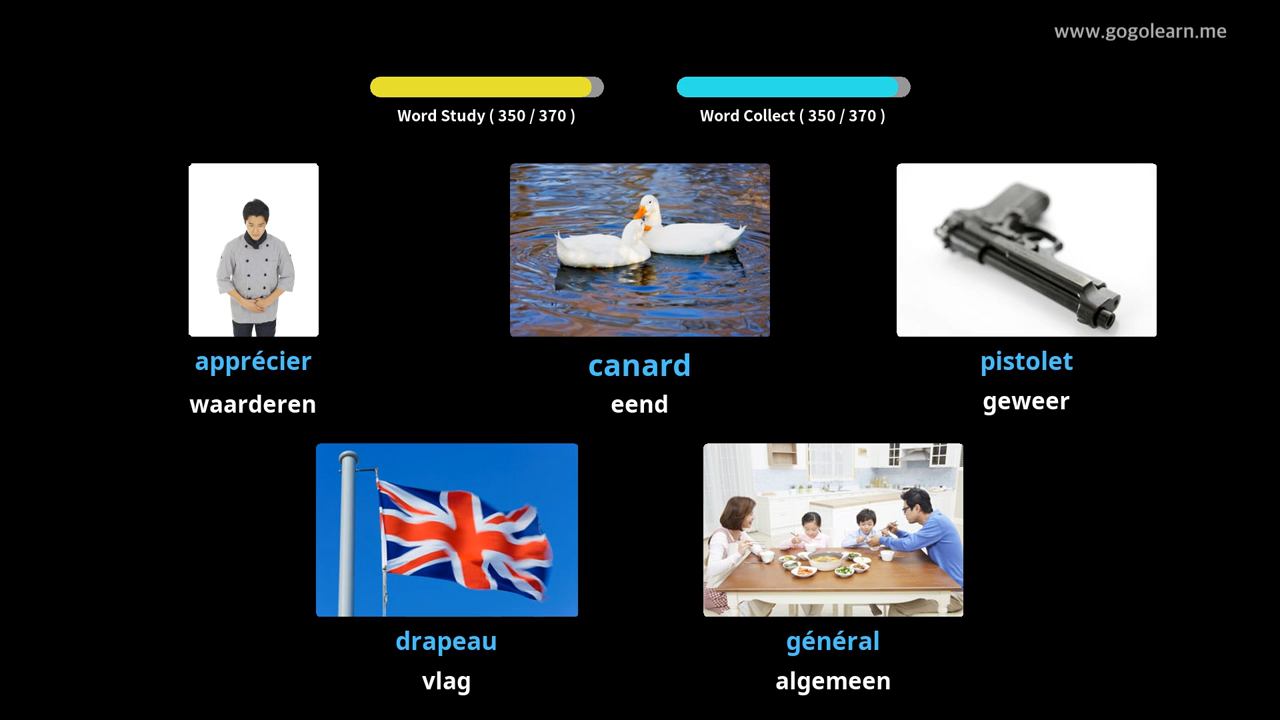 www.gogolearn.me
Word Study ( 350 / 370 )
Word Collect ( 350 / 370 )
apprécier
waarderen
canard
eend
pistolet
geweer
drapeau
vlag
général
algemeen